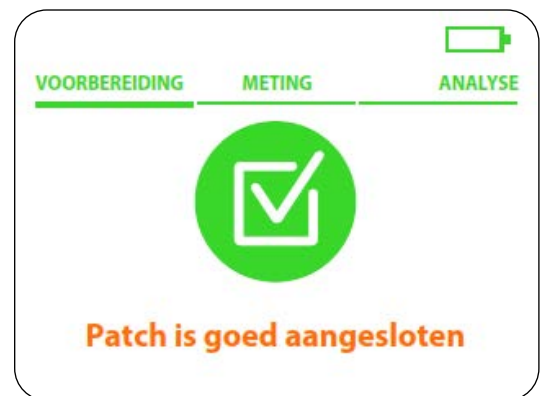 VOORBEREIDING METING ANALYSE
Patch is goed aangesloten